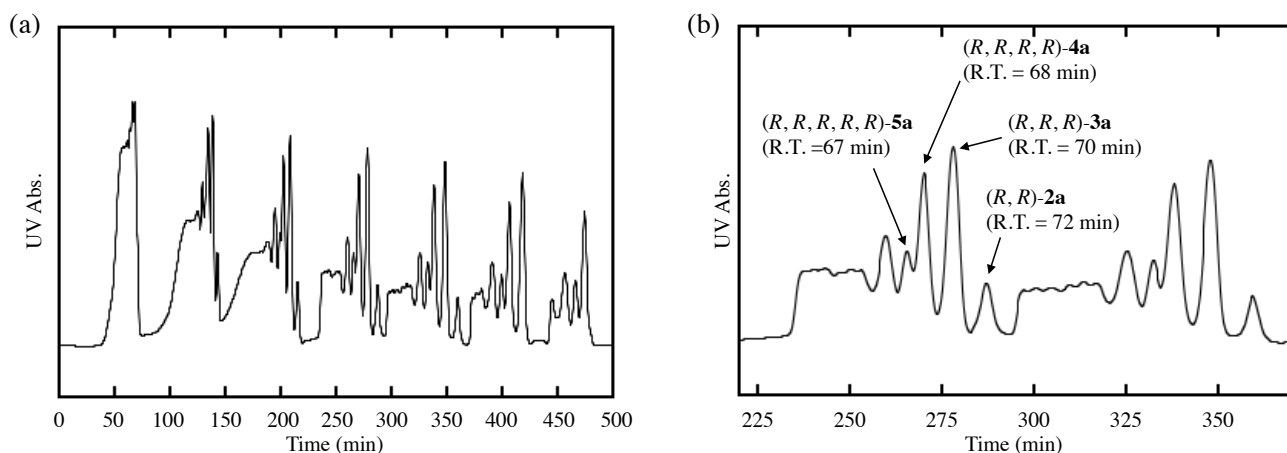 (a)
UV Abs.
0 50 100 150 200 250 300 350 400 450 500
Time (min)
(b)
(R, R, R, R)-4a
(R.T. = 68 min)
(R, R, R, R, R)-5a
(R.T. =67 min)
(R, R, R)-3a
(R.T. = 70 min)
(R, R)-2a
(R.T. = 72 min)
UV Abs.
225 250 275 300 325 350
Time (min)